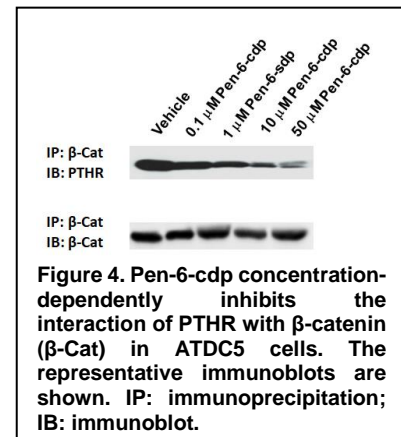 Vehicle
0.1 μM Pen-6-cdp
1 μM Pen-6-sdp
10 μM Pen-6-cdp
50 μM Pen-6-cdp
IP: β-Cat
IB: PTHR
IP: β-Cat
IB: β-Cat
Figure 4. Pen-6-cdp concentration-
dependently inhibits the
interaction of PTHR with β-catenin
(β-Cat) in ATDC5 cells. The
representative immunoblots are
shown. IP: immunoprecipitation;
IB: immunoblot.